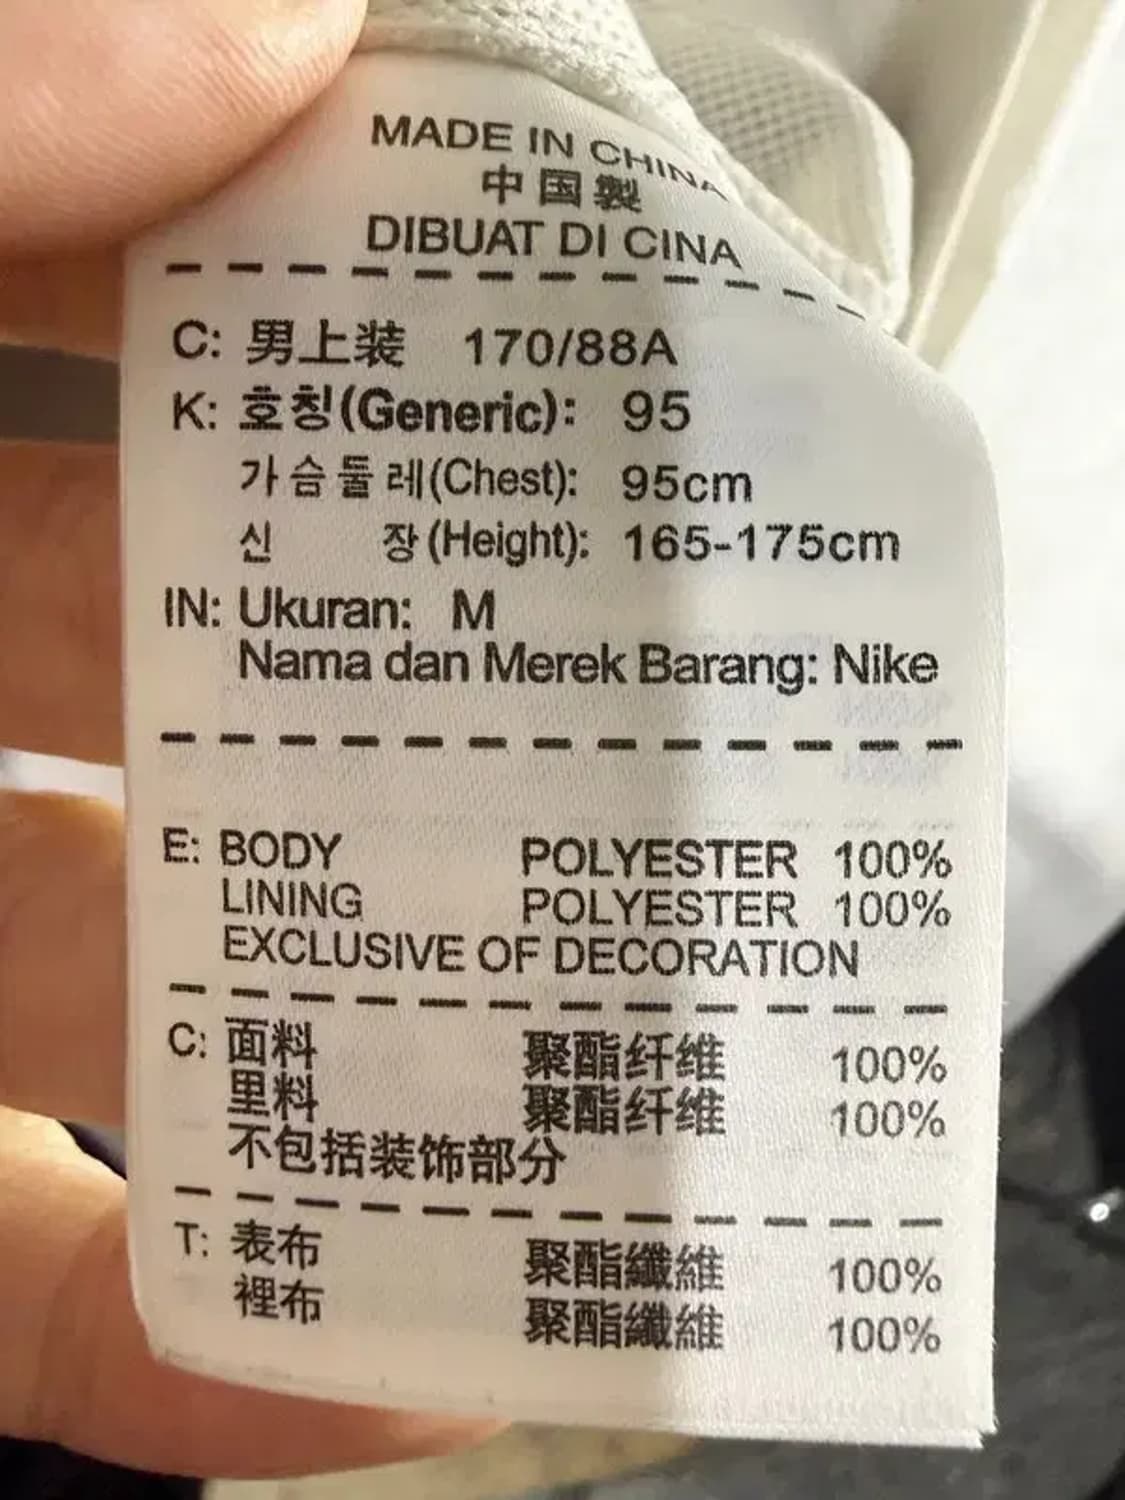 MADE IN CHINA
中国製
DIBUAT DI CINA
C: 男上装 170/88A
K: 호칭(Generic): 95
가슴둘레(Chest): 95cm
신 장(Height): 165-175cm
IN: Ukuran: M
Nama dan Merek Barang: Nike
E: BODY POLYESTER 100%
LINING POLYESTER 100%
EXCLUSIVE OF DECORATION
C: 面料 聚酯纤维 100%
里料 聚酯纤维 100%
不包括装饰部分
T: 表布 聚酯纖維 100%
裡布 聚酯纖維 100%